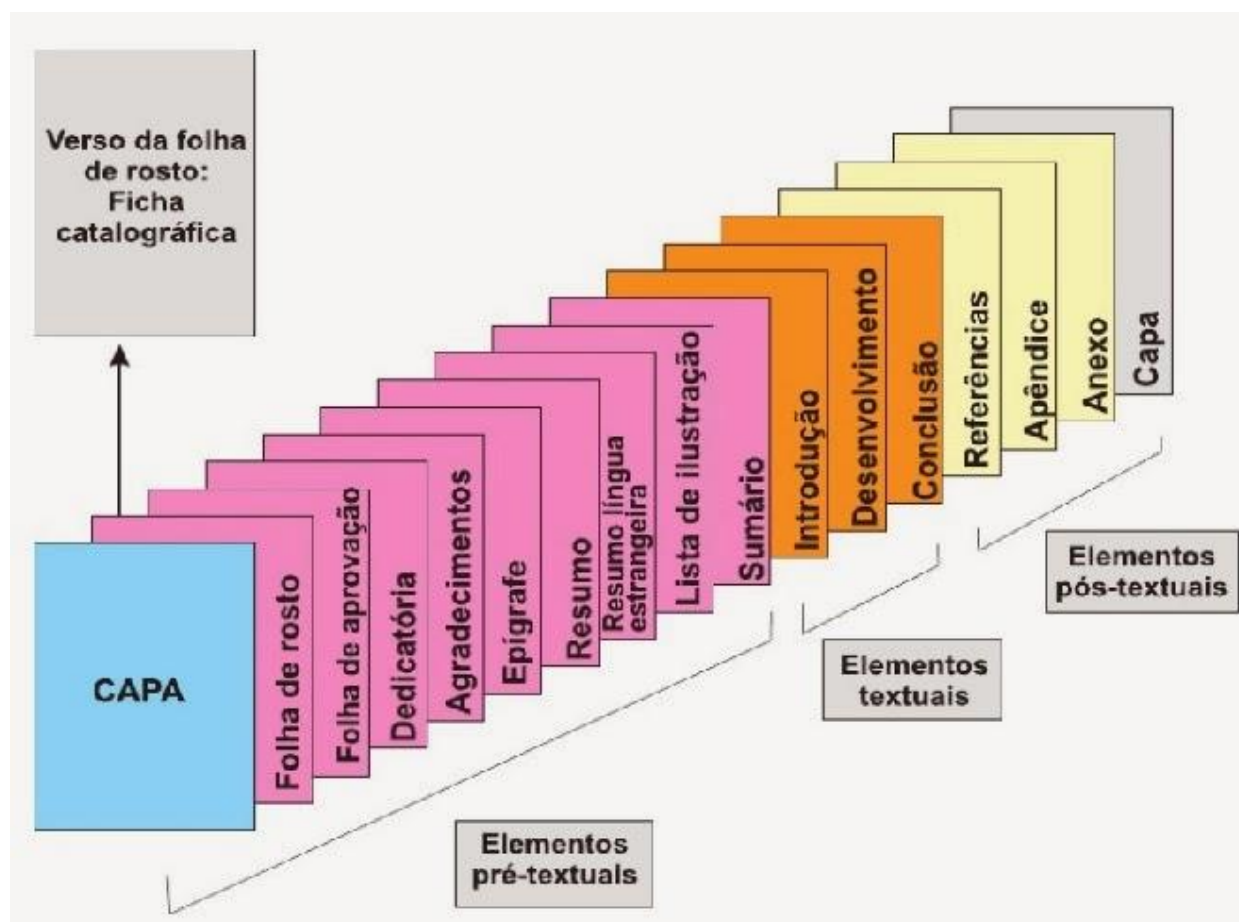 Verso da folha
de rosto:
Ficha
catalográfica
CAPA
Folha de rosto
Folha de aprovação
Dedicatória
Agradecimentos
Epígrafe
Resumo
Resumo língua
estrangeira
Lista de ilustração
Sumário
Introdução
Desenvolvimento
Conclusão
Referências
Apêndice
Anexo
Capa
Elementos
pré-textuais
Elementos
textuais
Elementos
pós-textuais